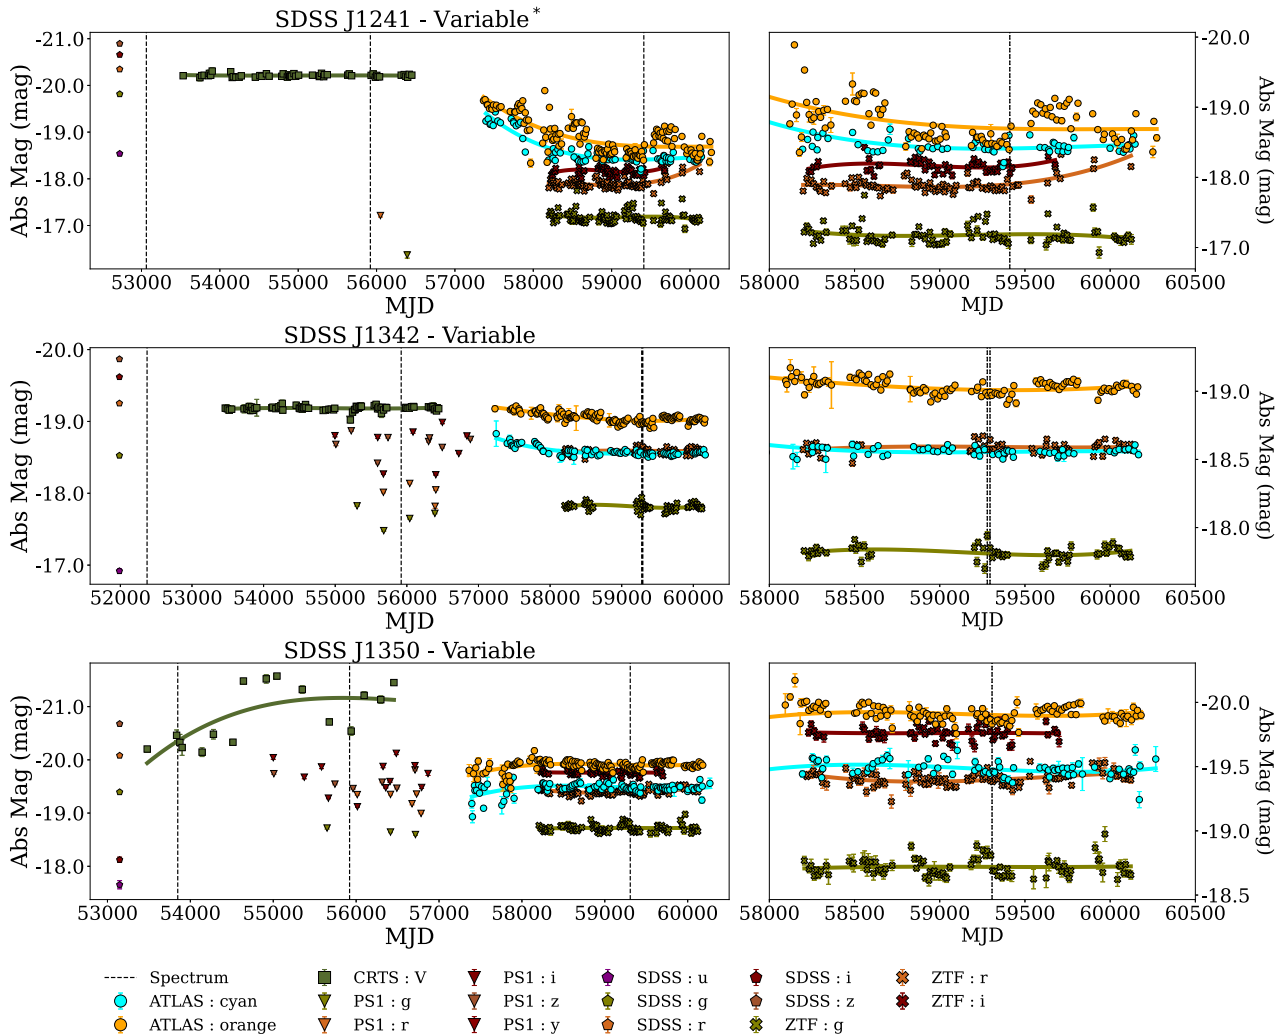 SDSS J1241 - Variable*
-21.0
-20.0
-19.0
-18.0
-17.0
Abs Mag (mag)
53000 54000 55000 56000 57000 58000 59000 60000
MJD
-20.0
-19.0
-18.0
-17.0
Abs Mag (mag)
58000 58500 59000 59500 60000 60500
MJD
SDSS J1342 - Variable
-20.0
-19.0
-18.0
-17.0
Abs Mag (mag)
52000 53000 54000 55000 56000 57000 58000 59000 60000
MJD
-19.0
-18.5
-18.0
Abs Mag (mag)
58000 58500 59000 59500 60000 60500
MJD
SDSS J1350 - Variable
-21.0
-20.0
-19.0
-18.0
Abs Mag (mag)
53000 54000 55000 56000 57000 58000 59000 60000
MJD
-20.0
-19.5
-19.0
-18.5
Abs Mag (mag)
58000 58500 59000 59500 60000 60500
MJD
Spectrum CRTS : V PS1 : i SDSS : u SDSS : i ZTF : r
ATLAS : cyan PS1 : g PS1 : z SDSS : g SDSS : z ZTF : i
ATLAS : orange PS1 : r PS1 : y SDSS : r ZTF : g